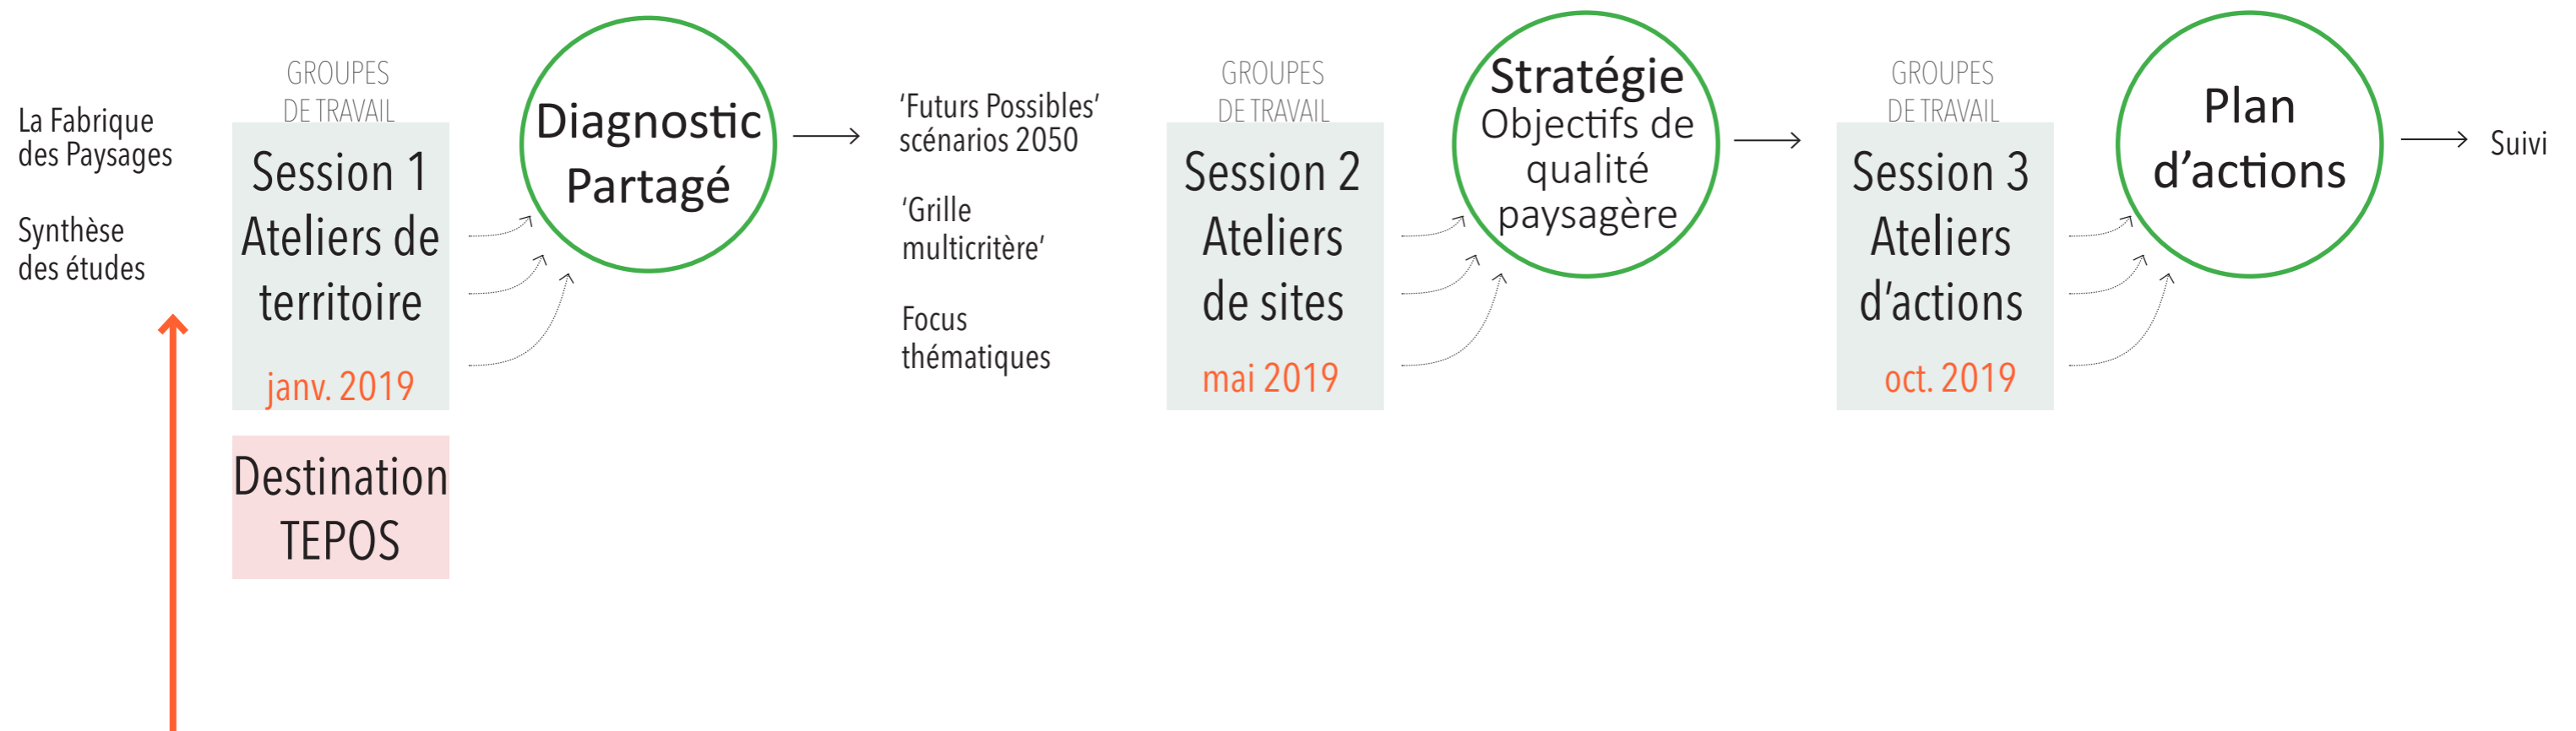 La Fabrique
des Paysages
Synthèse
des études
GROUPES
DE TRAVAIL
Session 1
Ateliers de
territoire
janv. 2019
Destination
TEPOS
Diagnostic
Partagé
‘Futurs Possibles’
scénarios 2050
‘Grille
multicritère’
Focus
thématiques
GROUPES
DE TRAVAIL
Session 2
Ateliers
de sites
mai 2019
Stratégie
Objectifs de
qualité
paysagère
GROUPES
DE TRAVAIL
Session 3
Ateliers
d’actions
oct. 2019
Plan
d’actions
Suivi